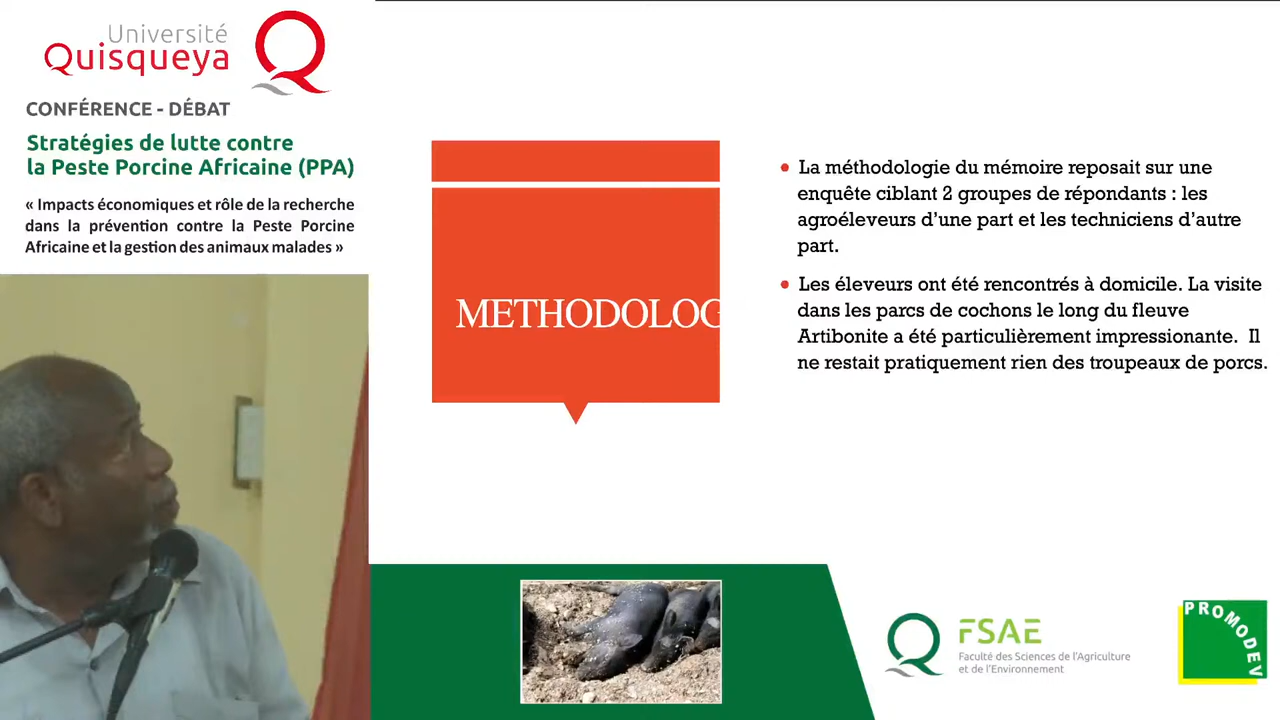 Université
Quisqueya
CONFÉRENCE - DÉBAT
Stratégies de lutte contre
la Peste Porcine Africaine (PPA)
« Impacts économiques et rôle de la recherche
dans la prévention contre la Peste Porcine
Africaine et la gestion des animaux malades »
METHODOLOG
• La méthodologie du mémoire reposait sur une
enquête ciblant 2 groupes de répondants : les
agroéleveurs d’une part et les techniciens d’autre
part.
• Les éleveurs ont été rencontrés à domicile. La visite
dans les parcs de cochons le long du fleuve
Artibonite a été particulièrement impressionante. Il
ne restait pratiquement rien des troupeaux de porcs.
FSAE
Faculté des Sciences de l’Agriculture
et de l’Environnement
PROMODEV